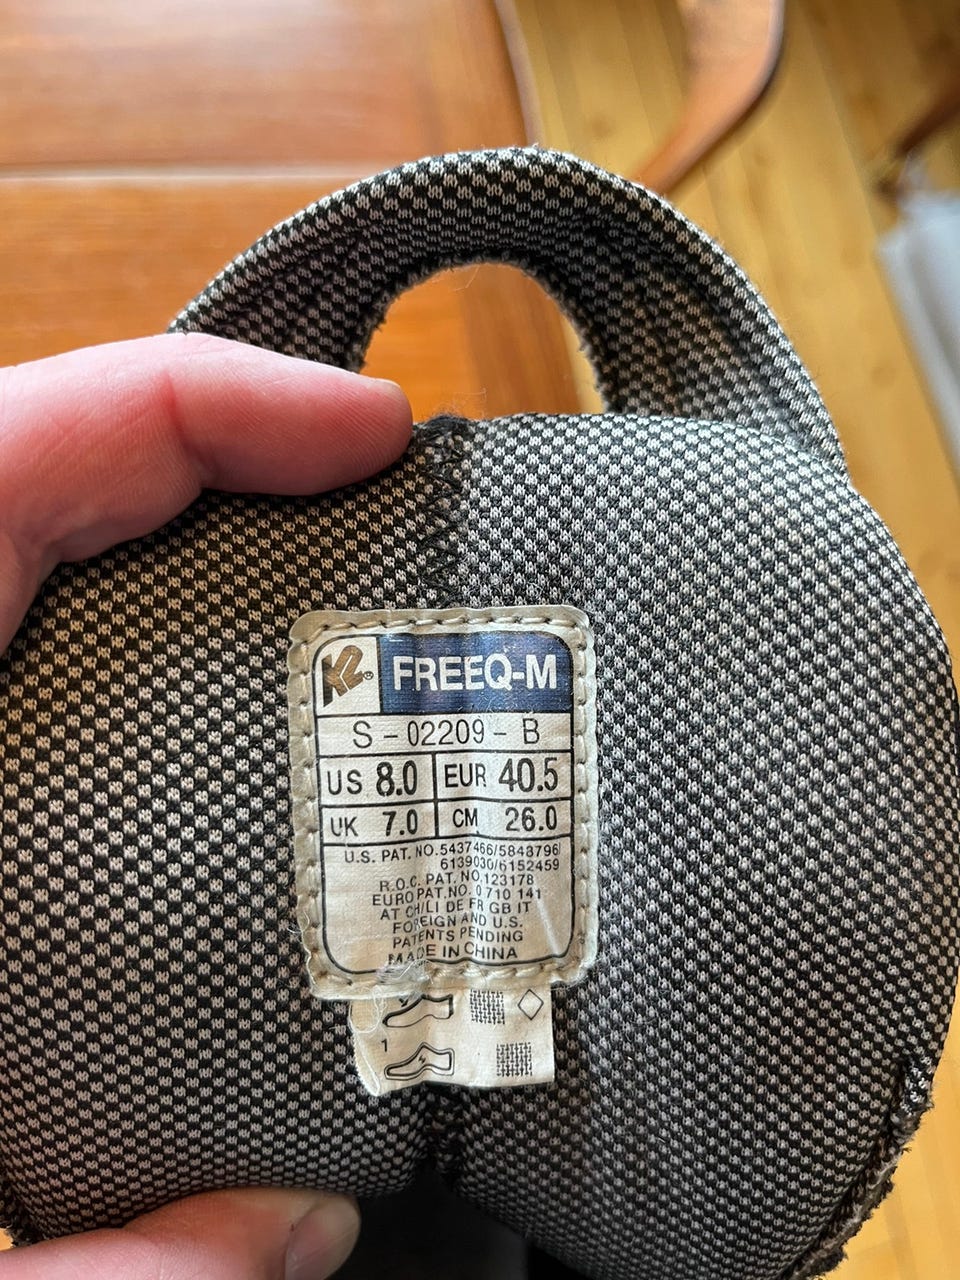 K2® FREEQ-M
S - 02209 - B
US 8.0 EUR 40.5
UK 7.0 CM 26.0
U.S. PAT. NO.5437466/5848796/
6139030/6152459
R.O.C. PAT. NO.123178
EURO PAT. NO. 0 710 141
AT CH/LI DE FR GB IT
FOREIGN AND U.S.
PATENTS PENDING
MADE IN CHINA
1